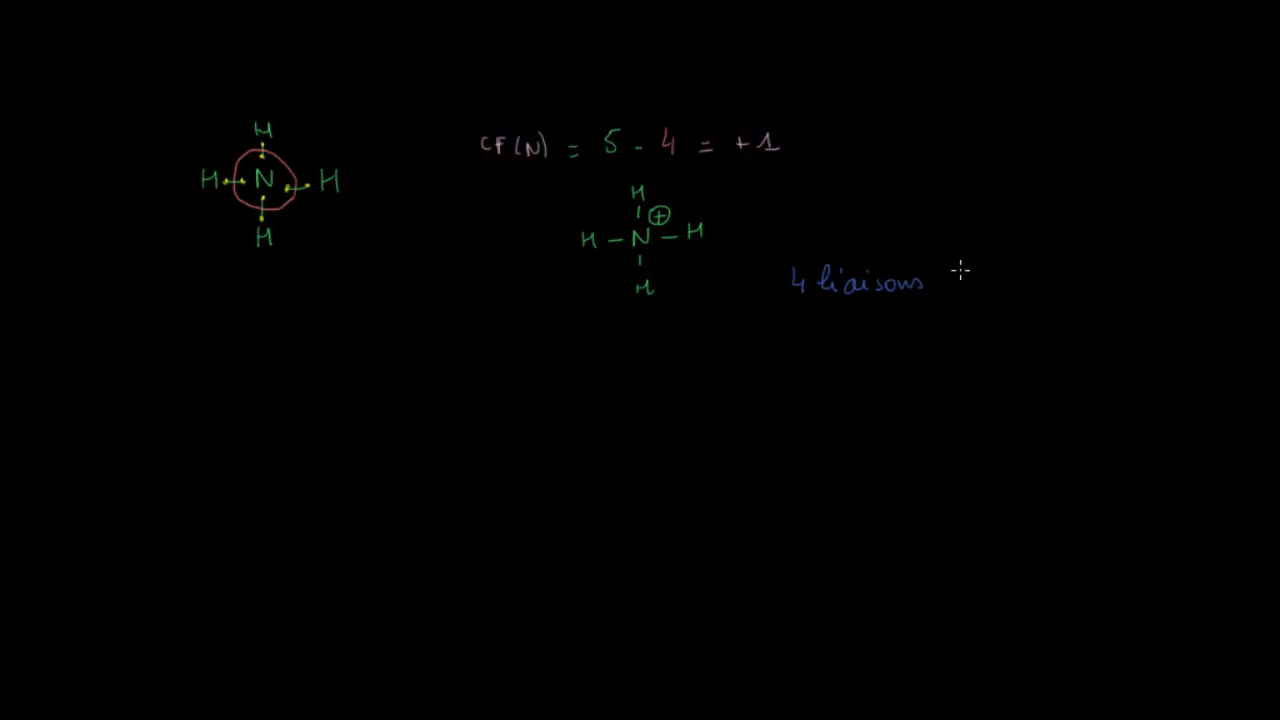 H
H - N - H
H
CF(N) = 5 - 4 = +1
H
⊕
H - N - H
H
4 liaisons